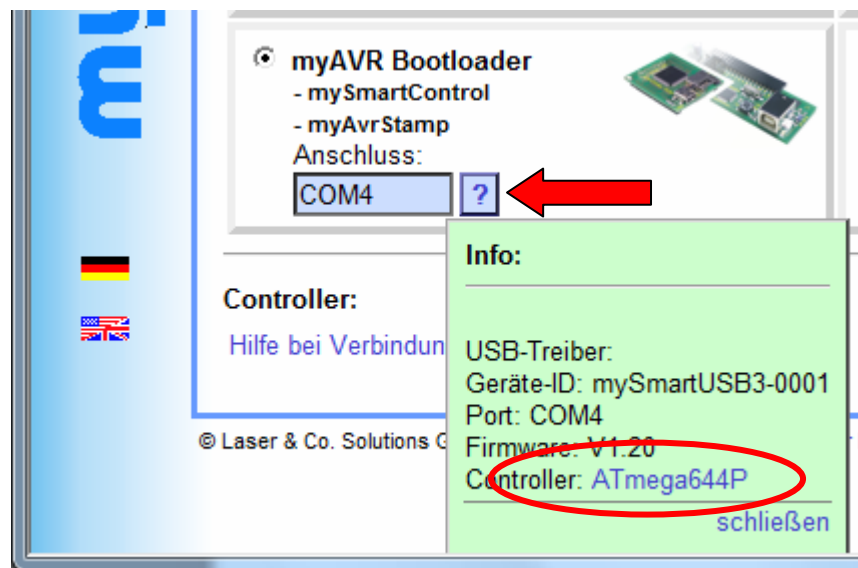 myAVR Bootloader
- mySmartControl
- myAvrStamp
Anschluss:
COM4 ?
Info:
Controller:
Hilfe bei Verbindun
USB-Treiber:
Geräte-ID: mySmartUSB3-0001
Port: COM4
© Laser & Co. Solutions G
Firmware: V1.20
Controller: ATmega644P
schließen